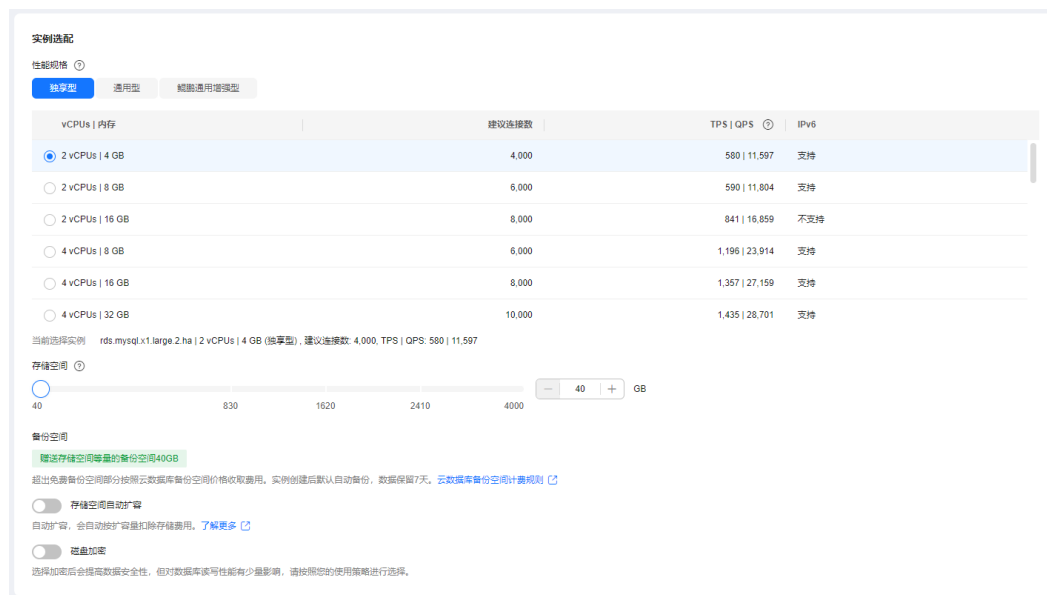 实例选配
性能规格 ?
独享型 通用型 鲲鹏通用增强型
vCPUs | 内存 建议连接数 TPS | QPS ? IPv6
2 vCPUs | 4 GB 4,000 580 | 11,597 支持
2 vCPUs | 8 GB 6,000 590 | 11,804 支持
2 vCPUs | 16 GB 8,000 841 | 16,859 不支持
4 vCPUs | 8 GB 6,000 1,196 | 23,914 支持
4 vCPUs | 16 GB 8,000 1,357 | 27,159 支持
4 vCPUs | 32 GB 10,000 1,435 | 28,701 支持
当前选择实例 rds.mysql.x1.large.2.ha | 2 vCPUs | 4 GB (独享型) , 建议连接数: 4,000, TPS | QPS: 580 | 11,597
存储空间 ?
— 40 + GB
40 830 1620 2410 4000
备份空间
赠送存储空间等量的备份空间40GB
超出免费备份空间部分按照云数据库备份空间价格收取费用。实例创建后默认自动备份，数据保留7天。云数据库备份空间计费规则
存储空间自动扩容
自动扩容，会自动按扩容量扣除存储费用。了解更多
磁盘加密
选择加密后会提高数据安全性，但对数据库读写性能有少量影响，请按照您的使用策略进行选择。